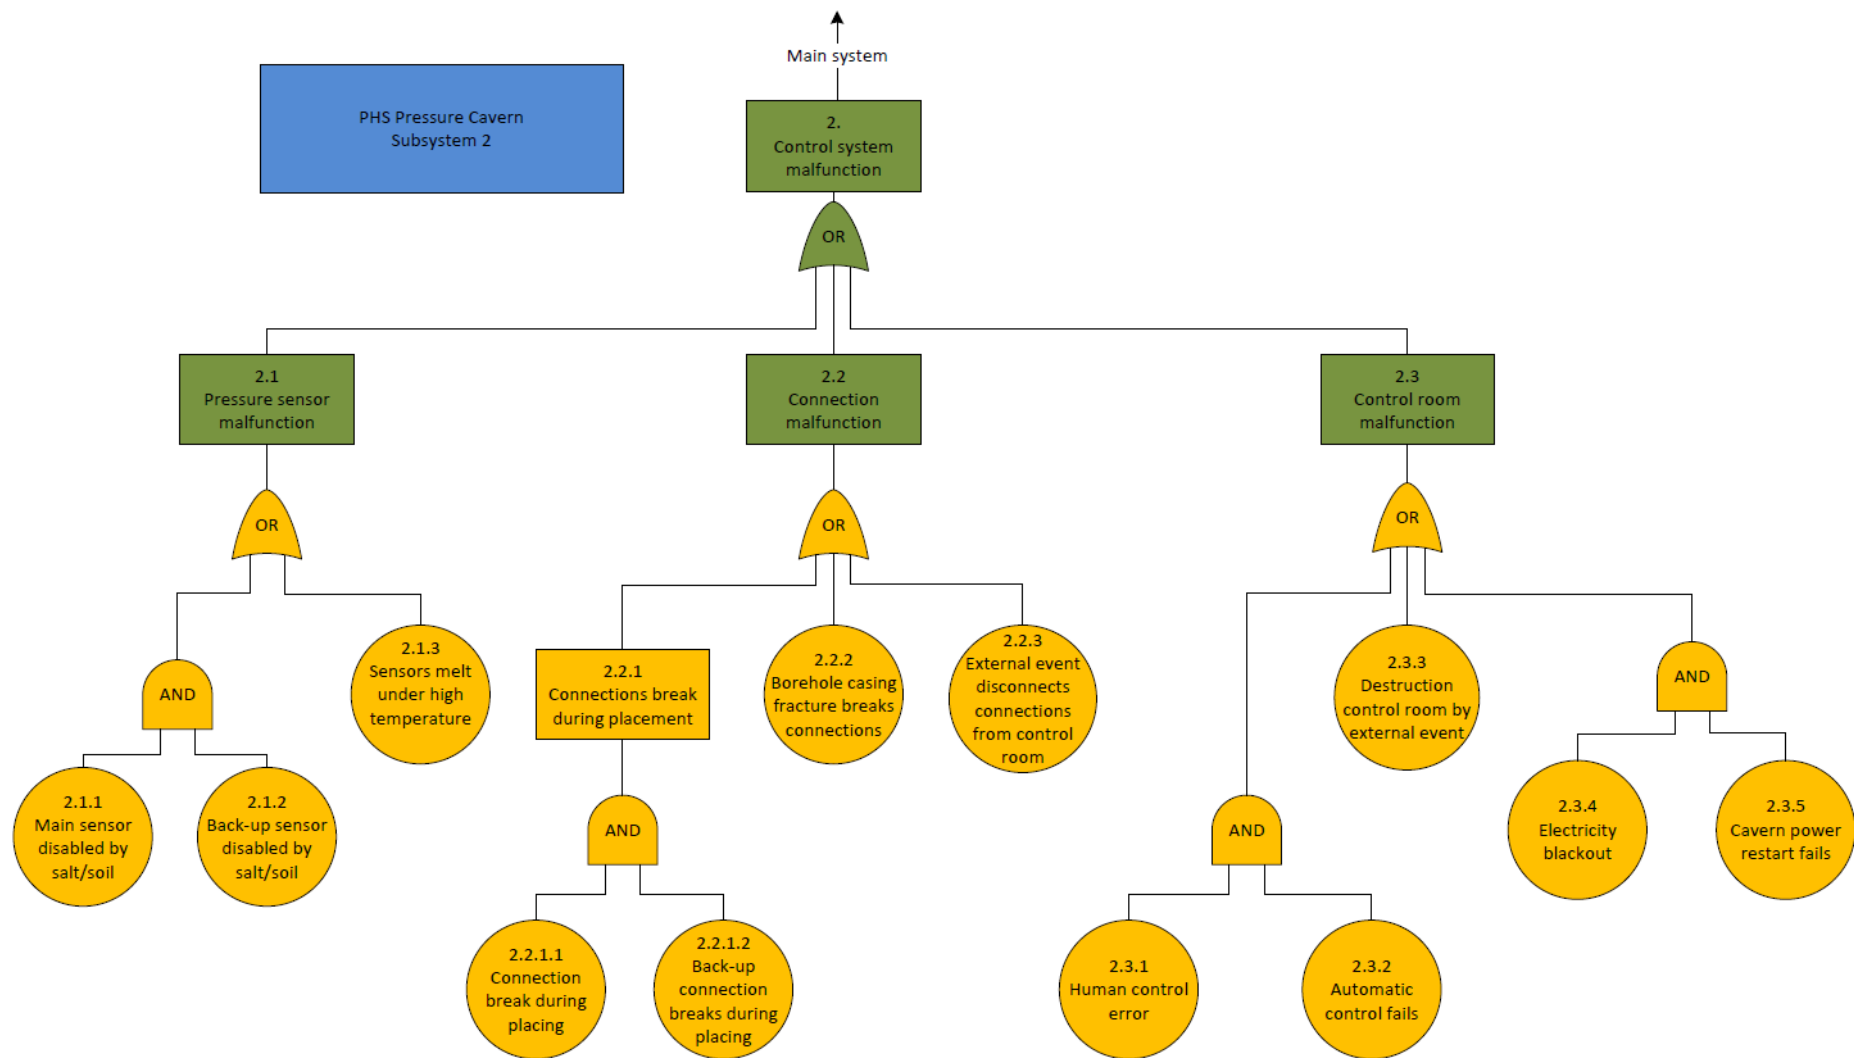 Main system
PHS Pressure Cavern
Subsystem 2
2.
Control system
malfunction
OR
2.1
Pressure sensor
malfunction
2.2
Connection
malfunction
2.3
Control room
malfunction
OR
OR
OR
AND
2.1.3
Sensors melt
under high
temperature
2.2.1
Connections break
during placement
2.2.2
Borehole casing
fracture breaks
connections
2.2.3
External event
disconnects
connections
from control
room
2.3.3
Destruction
control room by
external event
AND
2.1.1
Main sensor
disabled by
salt/soil
2.1.2
Back-up sensor
disabled by
salt/soil
AND
AND
2.3.4
Electricity
blackout
2.3.5
Cavern power
restart fails
2.2.1.1
Connection
break during
placing
2.2.1.2
Back-up
connection
breaks during
placing
2.3.1
Human control
error
2.3.2
Automatic
control fails